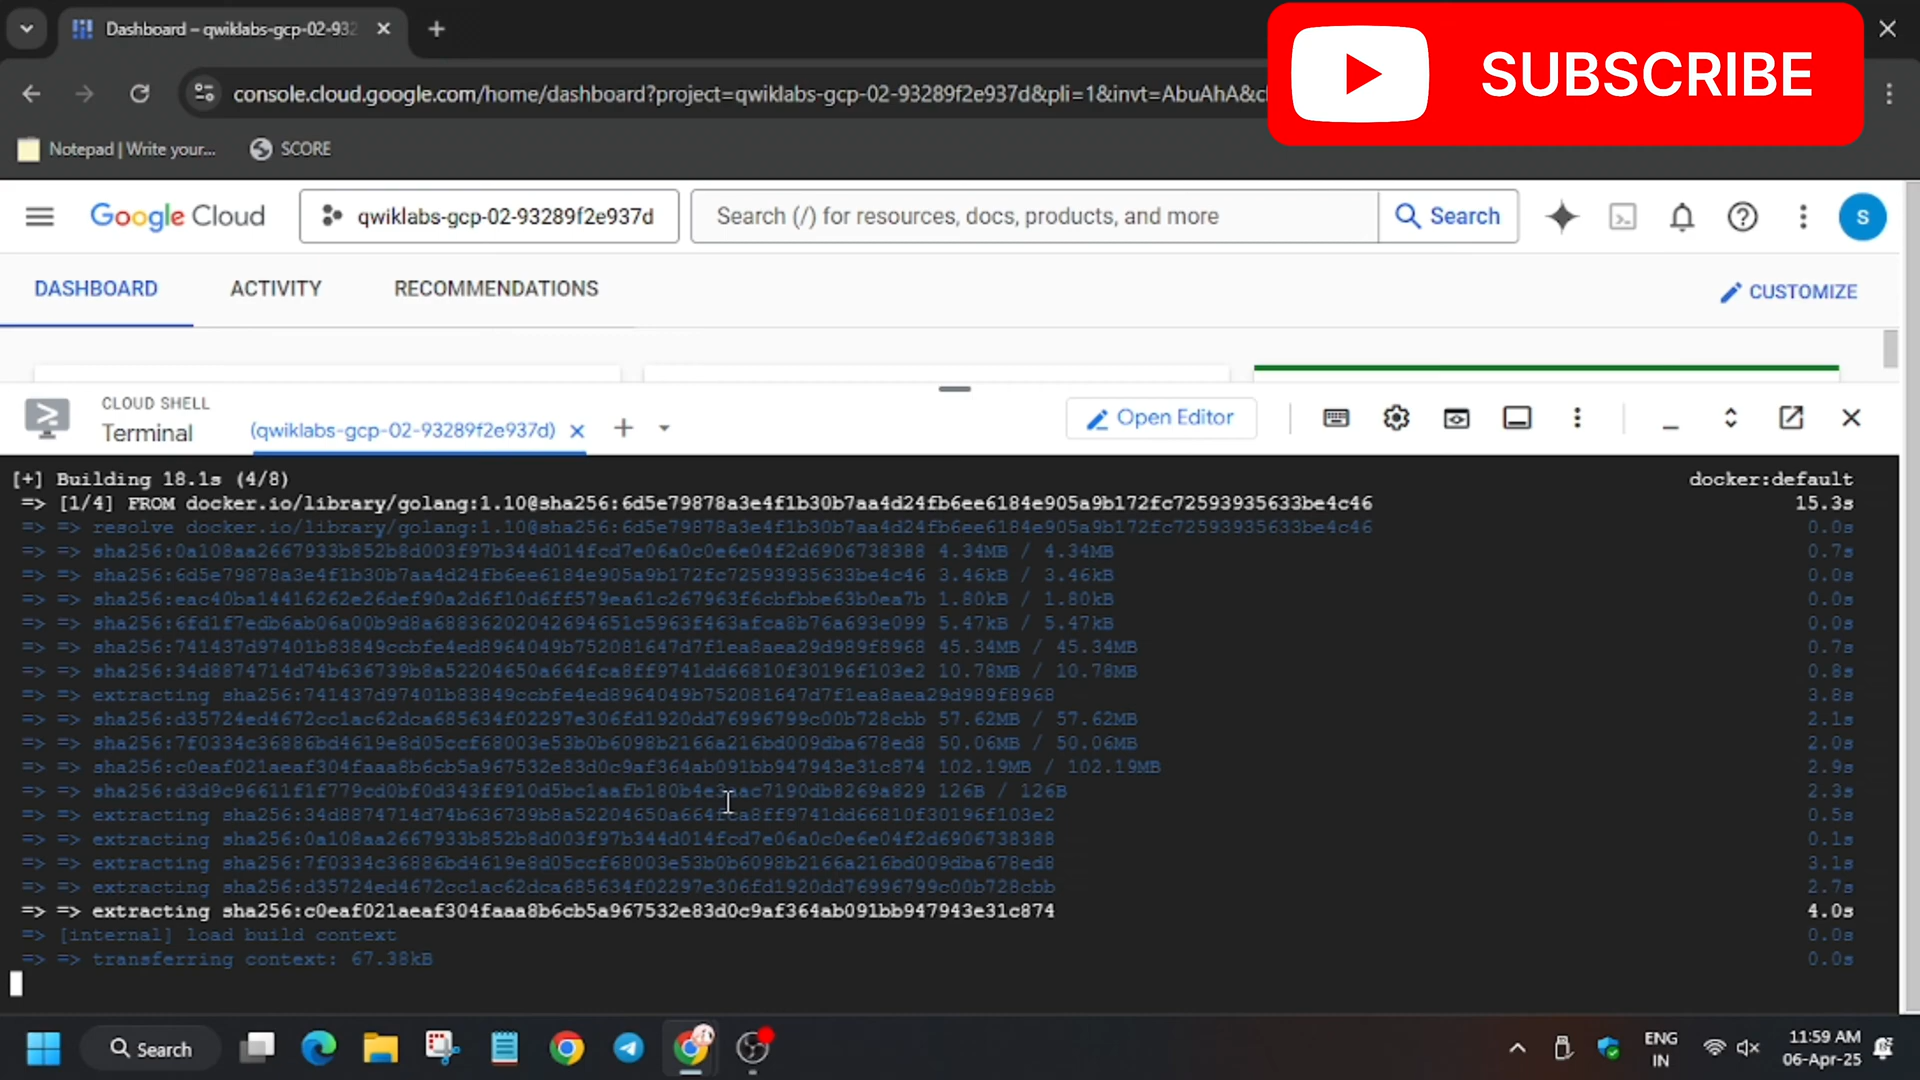 Dashboard – qwiklabs-gcp-02-932
SUBSCRIBE
console.cloud.google.com/home/dashboard?project=qwiklabs-gcp-02-93289f2e937d&pli=1&invt=AbuAhA&cl
Notepad | Write your...
SCORE
Google Cloud
qwiklabs-gcp-02-93289f2e937d
Search (/) for resources, docs, products, and more
Search
S
DASHBOARD
ACTIVITY
RECOMMENDATIONS
CUSTOMIZE
CLOUD SHELL
Terminal
(qwiklabs-gcp-02-93289f2e937d)
Open Editor
[+] Building 18.1s (4/8) docker:default
=> [1/4] FROM docker.io/library/golang:1.10@sha256:6d5e79878a3e4f1b30b7aa4d24fb6ee6184e905a9b172fc72593935633be4c46 15.3s
=> => resolve docker.io/library/golang:1.10@sha256:6d5e79878a3e4f1b30b7aa4d24fb6ee6184e905a9b172fc72593935633be4c46 0.0s
=> => sha256:0a108aa2667933b852b8d003f97b344d014fcd7e06a0c0e6e04f2d6906738388 4.34MB / 4.34MB 0.7s
=> => sha256:6d5e79878a3e4f1b30b7aa4d24fb6ee6184e905a9b172fc72593935633be4c46 3.46kB / 3.46kB 0.0s
=> => sha256:eac40ba14416262e26def90a2d6f10d6ff579ea61c267963f6cbfbbe63b0ea7b 1.80kB / 1.80kB 0.0s
=> => sha256:6fd1f7edb6ab06a00b9d8a68836202042694651c5963f463afca8b76a693e099 5.47kB / 5.47kB 0.0s
=> => sha256:741437d97401b83849ccbfe4ed8964049b752081647d7f1ea8aea29d989f8968 45.34MB / 45.34MB 0.7s
=> => sha256:34d8874714d74b636739b8a52204650a664fca8ff9741dd66810f30196f103e2 10.78MB / 10.78MB 0.8s
=> => extracting sha256:741437d97401b83849ccbfe4ed8964049b752081647d7f1ea8aea29d989f8968 3.8s
=> => sha256:d35724ed4672cc1ac62dca685634f02297e306fd1920dd76996799c00b728cbb 57.62MB / 57.62MB 2.1s
=> => sha256:7f0334c36886bd4619e8d05ccf68003e53b0b6098b2166a216bd009dba678ed8 50.06MB / 50.06MB 2.0s
=> => sha256:c0eaf021aeaf304faaa8b6cb5a967532e83d0c9af364ab091bb947943e31c874 102.19MB / 102.19MB 2.9s
=> => 126B / 126B 2.3s
=> => extracting sha256:34d8874714d74b636739b8a52204650a664fca8ff9741dd66810f30196f103e2 0.5s
=> => extracting sha256:0a108aa2667933b852b8d003f97b344d014fcd7e06a0c0e6e04f2d6906738388 0.1s
=> => extracting sha256:7f0334c36886bd4619e8d05ccf68003e53b0b6098b2166a216bd009dba678ed8 3.1s
=> => extracting sha256:d35724ed4672cc1ac62dca685634f02297e306fd1920dd76996799c00b728cbb 2.7s
=> => extracting sha256:c0eaf021aeaf304faaa8b6cb5a967532e83d0c9af364ab091bb947943e31c874 4.0s
=> [internal] load build context 0.0s
=> => transferring context: 67.38kB 0.0s
Search
ENG
IN
11:59 AM
06-Apr-25